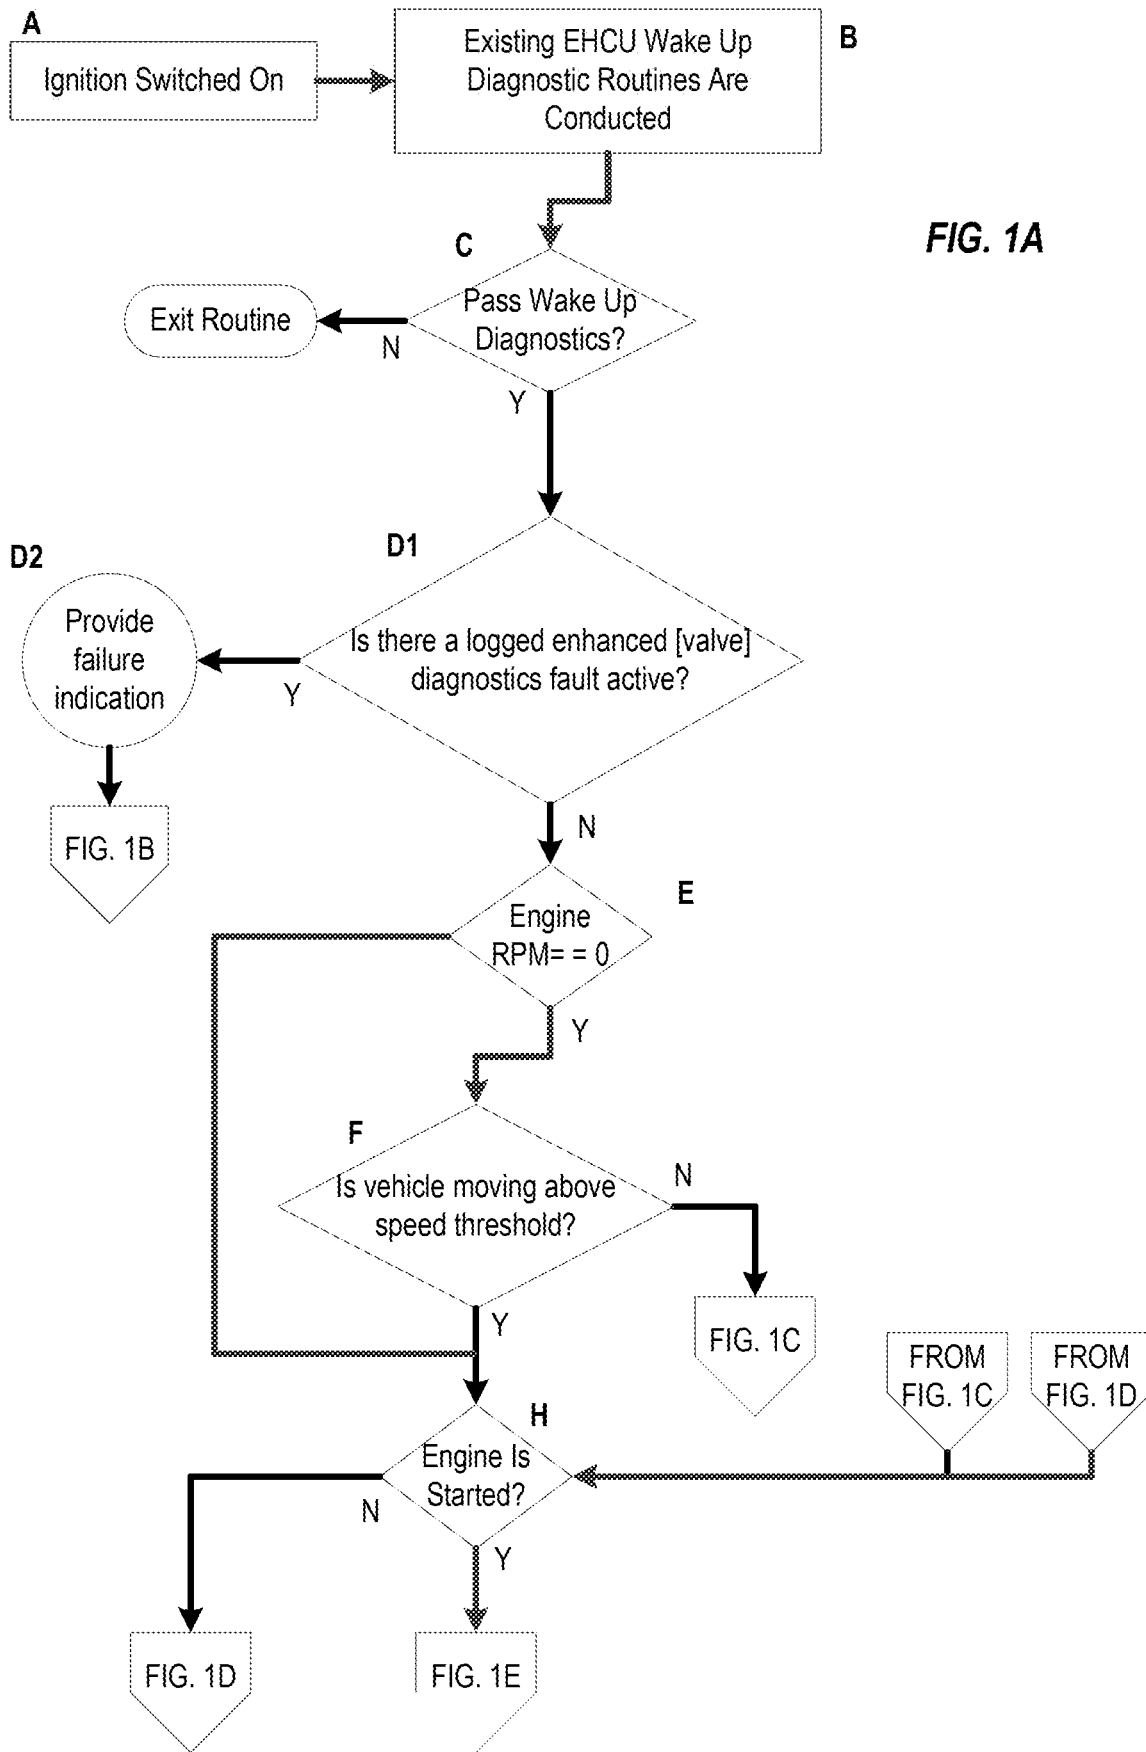 A
Ignition Switched On
Existing EHCU Wake Up
Diagnostic Routines Are
Conducted
B
FIG. 1A
C
Pass Wake Up
Diagnostics?
Exit Routine
N
Y
D1
D2
Is there a logged enhanced [valve]
diagnostics fault active?
Provide
failure
indication
Y
FIG. 1B
N
E
Engine
RPM= = 0
Y
F
Is vehicle moving above
speed threshold?
N
FIG. 1C
Y
FROM
FIG. 1C
FROM
FIG. 1D
H
Engine Is
Started?
N
Y
FIG. 1D
FIG. 1E